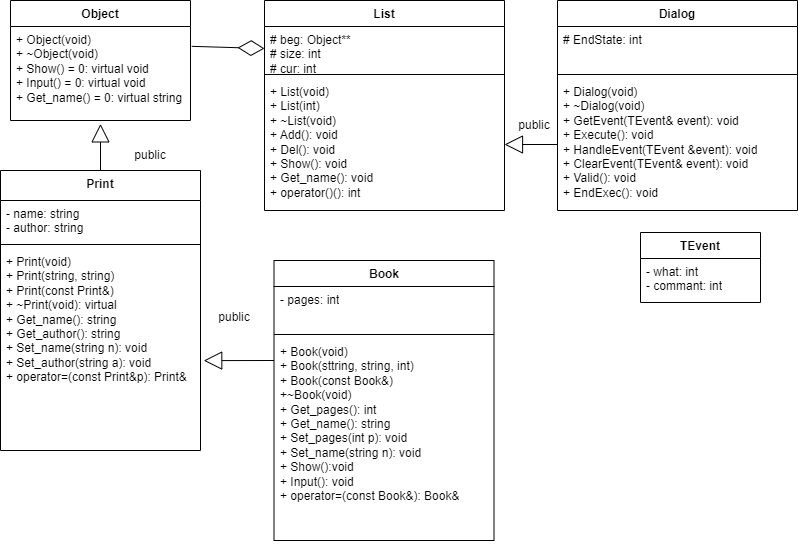 Object
+ Object(void)
+ ~Object(void)
+ Show() = 0: virtual void
+ Input() = 0: virtual void
+ Get_name() = 0: virtual string
List
# beg: Object**
# size: int
# cur: int
+ List(void)
+ List(int)
+ ~List(void)
+ Add(): void
+ Del(): void
+ Show(): void
+ Get_name(): void
+ operator()(): int
Dialog
# EndState: int
+ Dialog(void)
+ ~Dialog(void)
+ GetEvent(TEvent& event): void
+ Execute(): void
+ HandleEvent(TEvent &event): void
+ ClearEvent(TEvent& event): void
+ Valid(): void
+ EndExec(): void
public
public
Print
- name: string
- author: string
+ Print(void)
+ Print(string, string)
+ Print(const Print&)
+ ~Print(void): virtual
+ Get_name(): string
+ Get_author(): string
+ Set_name(string n): void
+ Set_author(string a): void
+ operator=(const Print&p): Print&
public
Book
- pages: int
+ Book(void)
+ Book(sttring, string, int)
+ Book(const Book&)
+~Book(void)
+ Get_pages(): int
+ Get_name(): string
+ Set_pages(int p): void
+ Set_name(string n): void
+ Show():void
+ Input(): void
+ operator=(const Book&): Book&
TEvent
- what: int
- commant: int